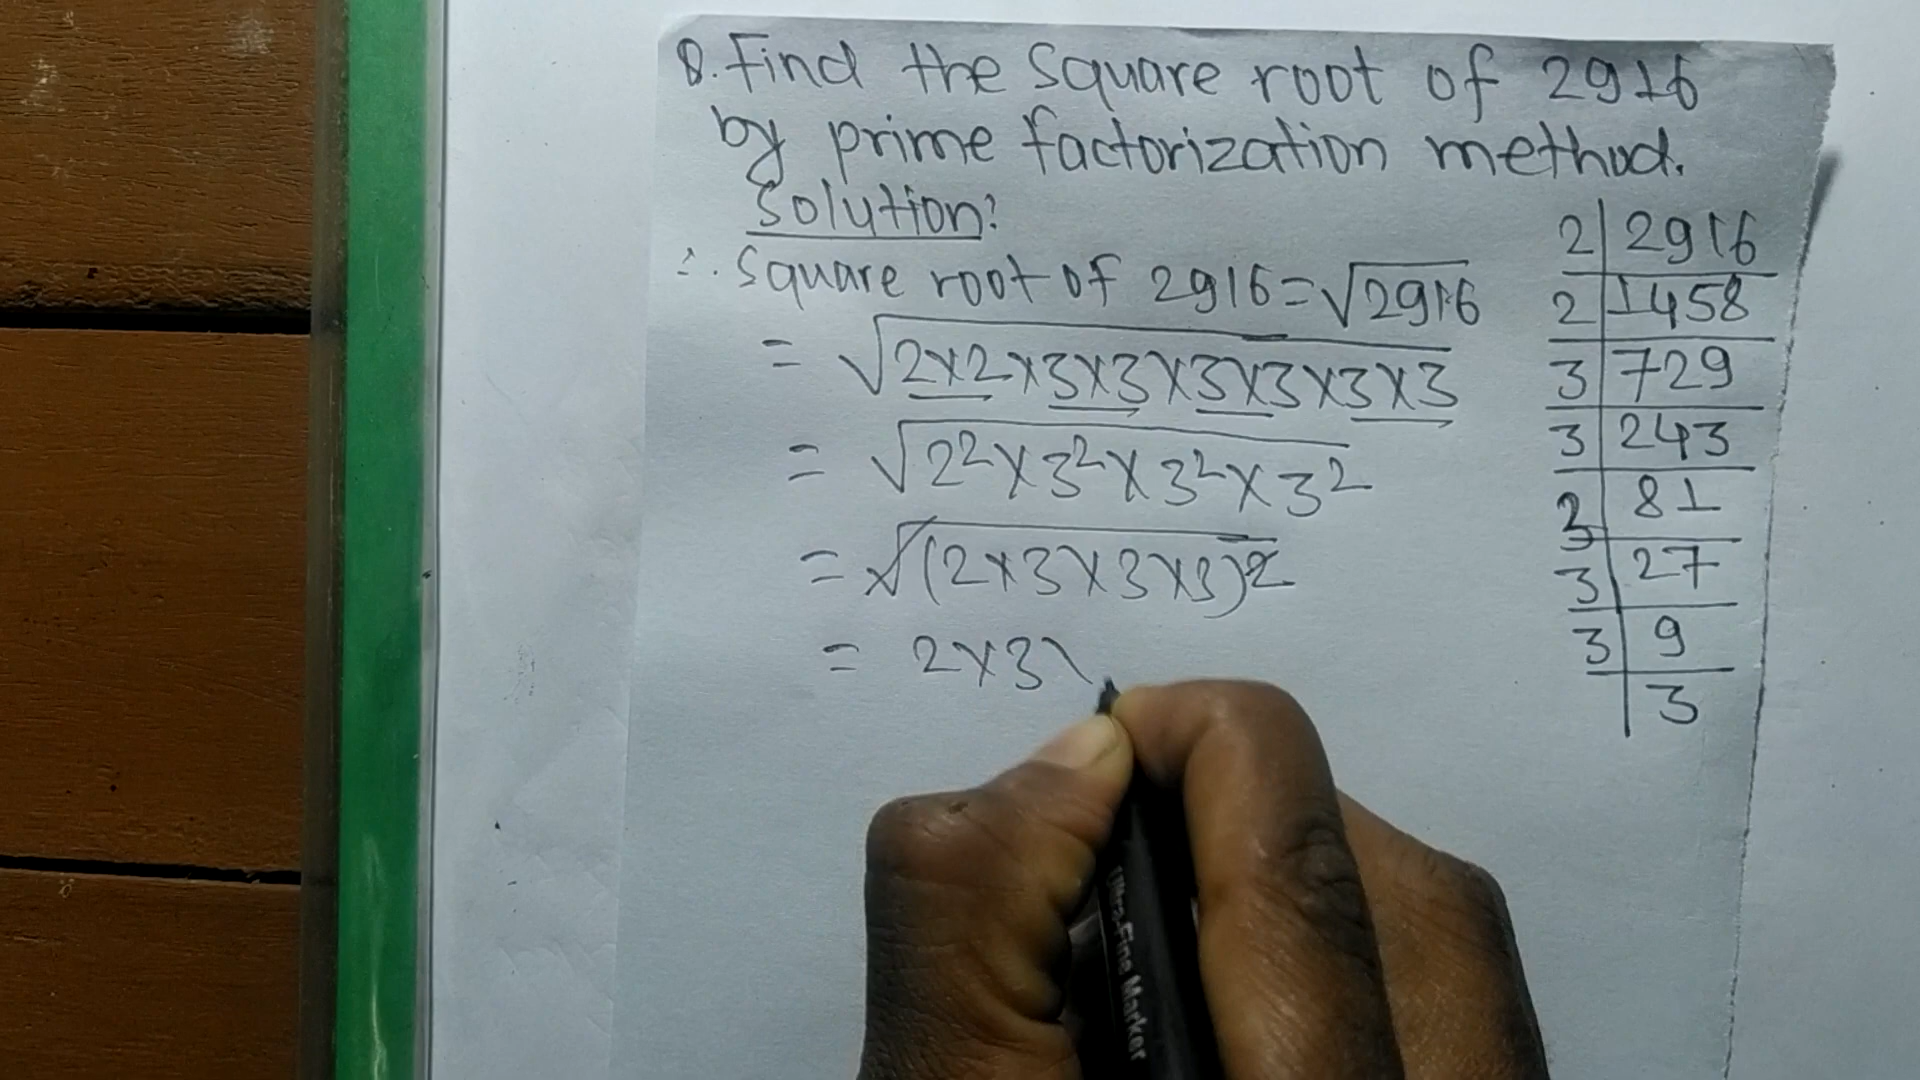 Q. Find the square root of 2916
by prime factorization method.
Solution:
∴ Square root of 2916 = √2916
= √2×2×3×3×3×3×3×3
= √2²×3²×3²×3²
= √(2×3×3×3)²
= 2×3
2 | 2916
2 | 1458
3 | 729
3 | 243
3 | 81
3 | 27
3 | 9
3
Ultra-Fine Marker